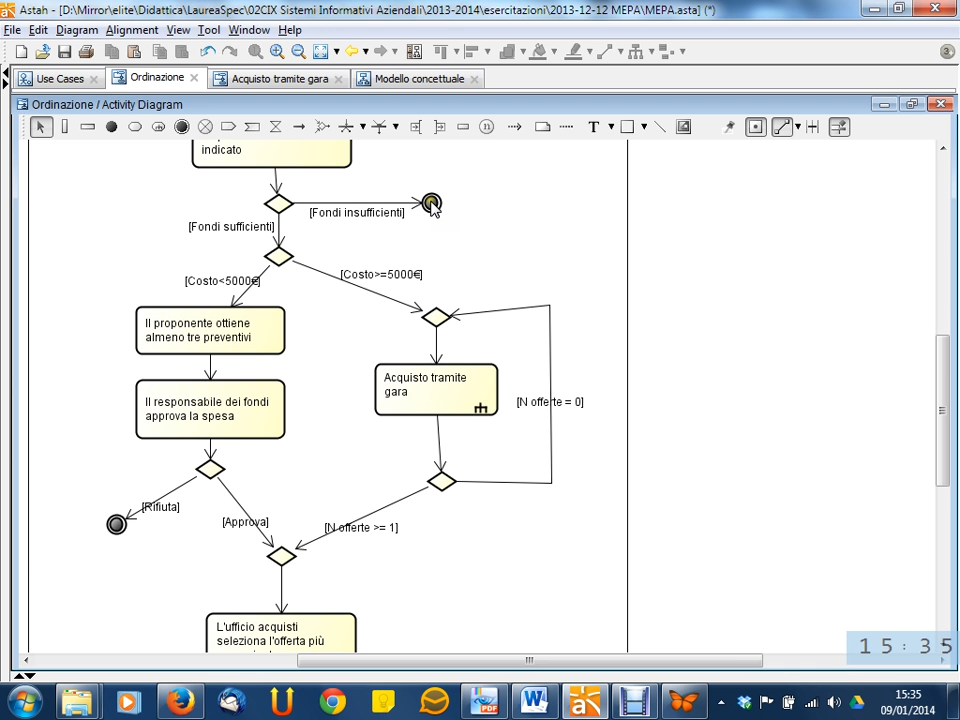 Astah - [D:\Mirror\elite\Didattica\LaureaSpec\02CIX Sistemi Informativi Aziendali\2013-2014\esercitazioni\2013-12-12 MEPA\MEPA.asta] (*)
File Edit Diagram Alignment View Tool Window Help
Use Cases Ordinazione Acquisto tramite gara Modello concettuale
Ordinazione / Activity Diagram
indicato
[Fondi insufficienti]
[Fondi sufficienti]
[Costo>=5000€]
[Costo<5000€]
Il proponente ottiene
almeno tre preventivi
Acquisto tramite
gara
Il responsabile dei fondi
approva la spesa
[N offerte = 0]
[Rifiuta]
[Approva]
[N offerte >= 1]
L'ufficio acquisti
seleziona l'offerta più
15:35
15:35
09/01/2014